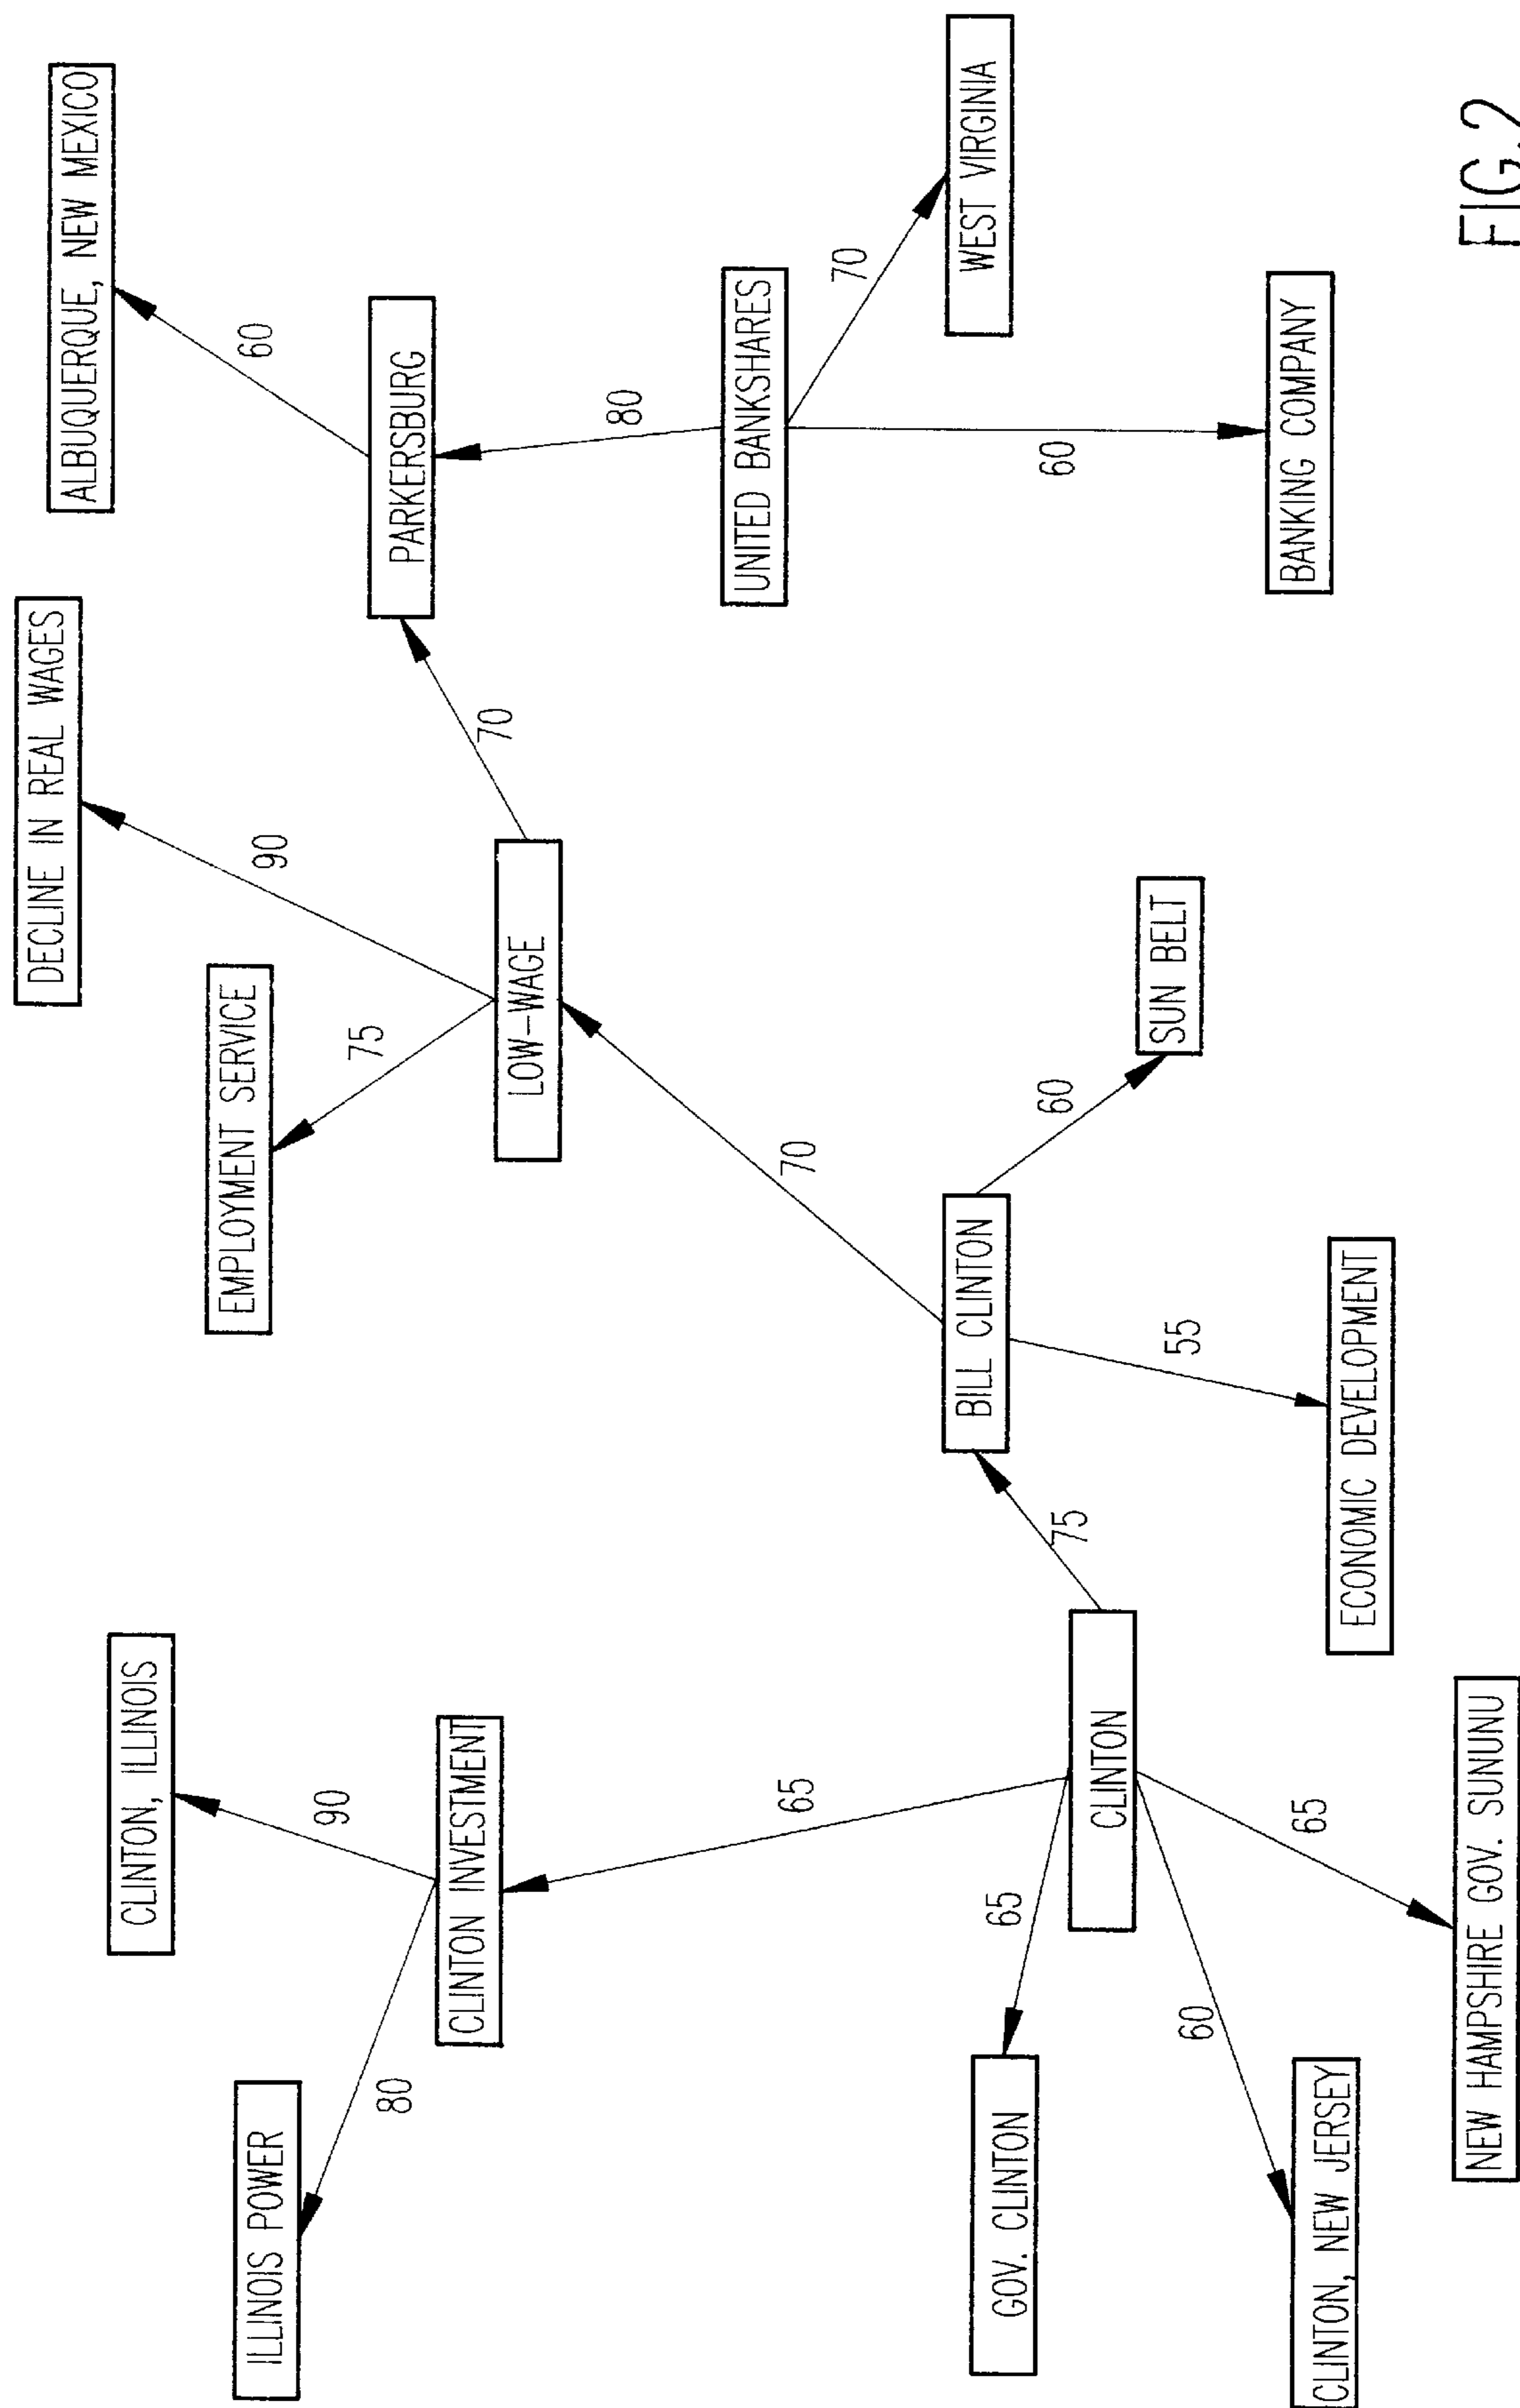 ILLINOIS POWER
CLINTON, ILLINOIS
EMPLOYMENT SERVICE
DECLINE IN REAL WAGES
ALBUQUERQUE, NEW MEXICO
80
90
75
90
60
CLINTON INVESTMENT
LOW-WAGE
PARKERSBURG
70
80
65
70
UNITED BANKSHARES
GOV. CLINTON
65
BILL CLINTON
60
70
WEST VIRGINIA
75
CLINTON
SUN BELT
60
60
65
55
CLINTON, NEW JERSEY
ECONOMIC DEVELOPMENT
BANKING COMPANY
NEW HAMPSHIRE GOV. SUNUNU
FIG.2